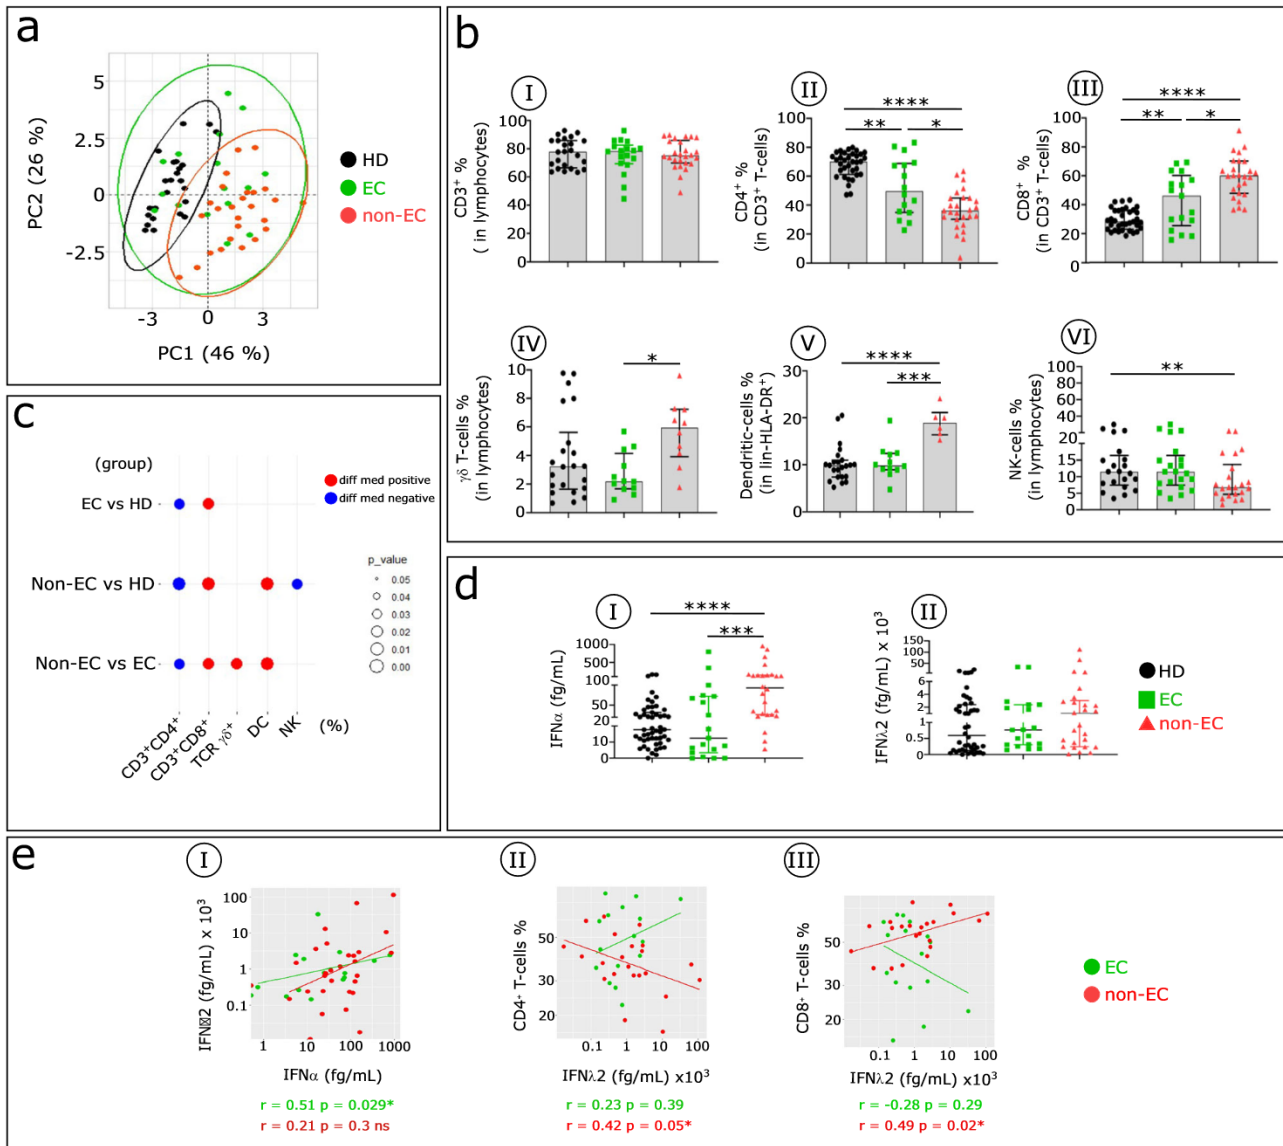 a
PC2 (26 %)
5
2.5
0
-2.5
-3
0
3
PC1 (46 %)
HD
EC
non-EC
b
I
CD3+ %
( in lymphocytes)
100
80
60
40
20
0
II
**** 
**
*
CD4+ %
(in CD3+ T-cells)
100
80
60
40
20
0
III
****
**
*
CD8+ %
(in CD3+ T-cells)
100
80
60
40
20
0
IV
*
γδ T-cells %
(in lymphocytes)
10
8
6
4
2
0
V
****
***
Dendritic-cells %
(in lin-HLA-DR+)
30
20
10
0
VI
**
NK-cells %
(in lymphocytes)
100
80
60
40
20
20
15
10
5
0
c
(group)
EC vs HD
Non-EC vs HD
Non-EC vs EC
CD3+CD4+
CD3+CD8+
TCR γδ+
DC
NK
(%)
diff med positive
diff med negative
p_value
0.05
0.04
0.03
0.02
0.01
0.00
d
I
****
***
IFNα (fg/mL)
1000
500
100
50
20
10
0
II
IFNλ2 (fg/mL) x 10³
150
100
50
6
4
2
1
0.5
0
HD
EC
non-EC
e
I
IFN□2 (fg/mL) x 10³
100
10
1
0.1
1
10
100
1000
IFNα (fg/mL)
r = 0.51 p = 0.029*
r = 0.21 p = 0.3 ns
II
CD4+ T-cells %
50
30
20
0.1
1
10
100
IFNλ2 (fg/mL) x10³
r = 0.23 p = 0.39
r = 0.42 p = 0.05*
III
CD8+ T-cells %
50
30
20
0.1
1
10
100
IFNλ2 (fg/mL) x10³
r = -0.28 p = 0.29
r = 0.49 p = 0.02*
EC
non-EC